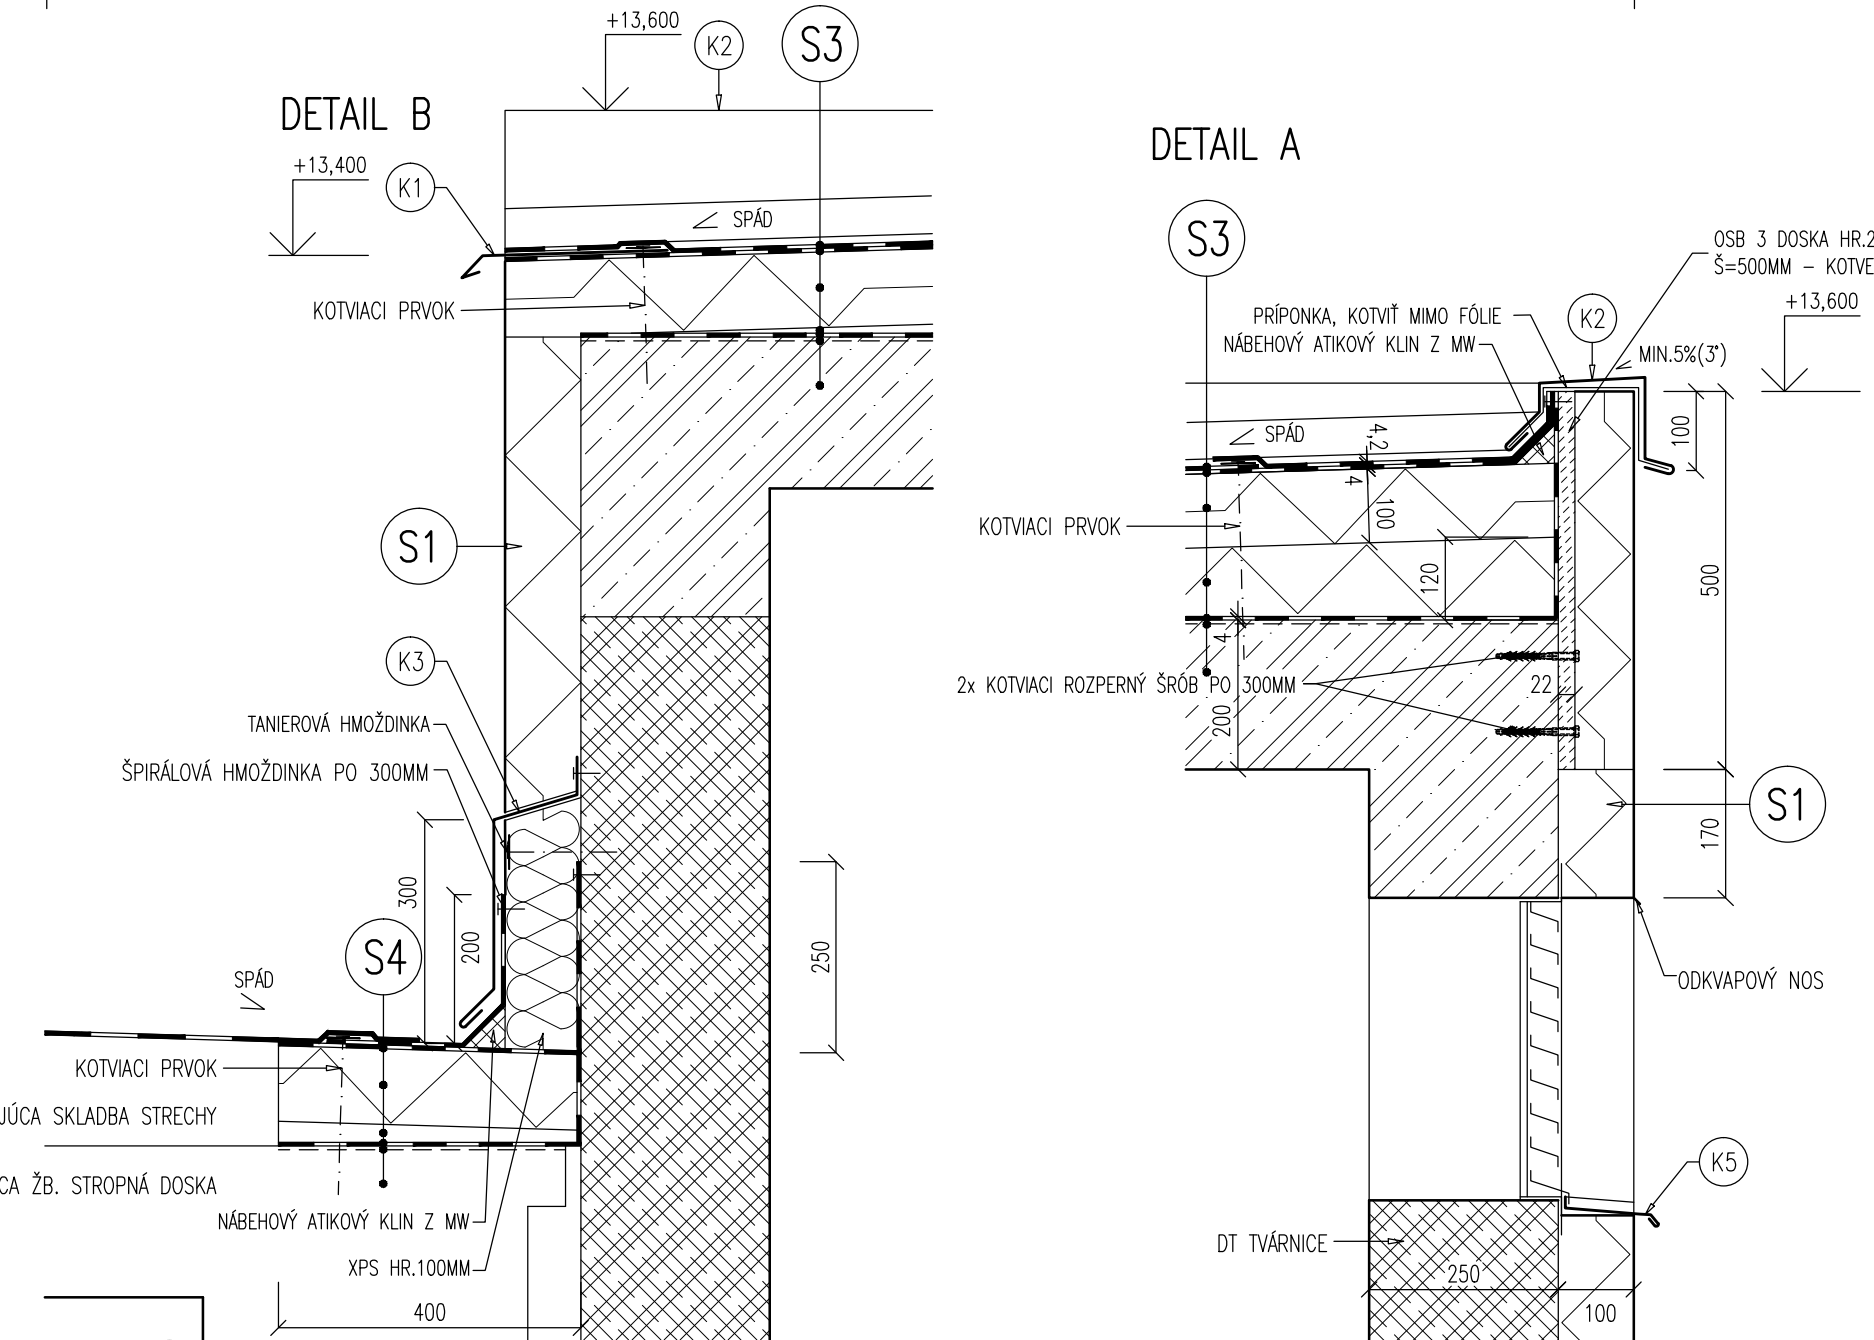 DETAIL B
+13,600
K2
S3
+13,400
K1
SPÁD
KOTVIACI PRVOK
S1
K3
TANIEROVÁ HMOŽDINKA
ŠPIRÁLOVÁ HMOŽDINKA PO 300MM
300
200
250
S4
SPÁD
KOTVIACI PRVOK
JÚCA SKLADBA STRECHY
CA ŽB. STROPNÁ DOSKA
NÁBEHOVÝ ATIKOVÝ KLIN Z MW
XPS HR.100MM
400
DETAIL A
S3
OSB 3 DOSKA HR.2
Š=500MM – KOTVE
+13,600
PRÍPONKA, KOTVIŤ MIMO FÓLIE
K2
NÁBEHOVÝ ATIKOVÝ KLIN Z MW
MIN.5%(3°)
SPÁD
4,2
4
100
100
KOTVIACI PRVOK
120
500
4
2x KOTVIACI ROZPERNÝ ŠRÓB PO 300MM
22
200
S1
170
ODKVAPOVÝ NOS
K5
DT TVÁRNICE
250
100